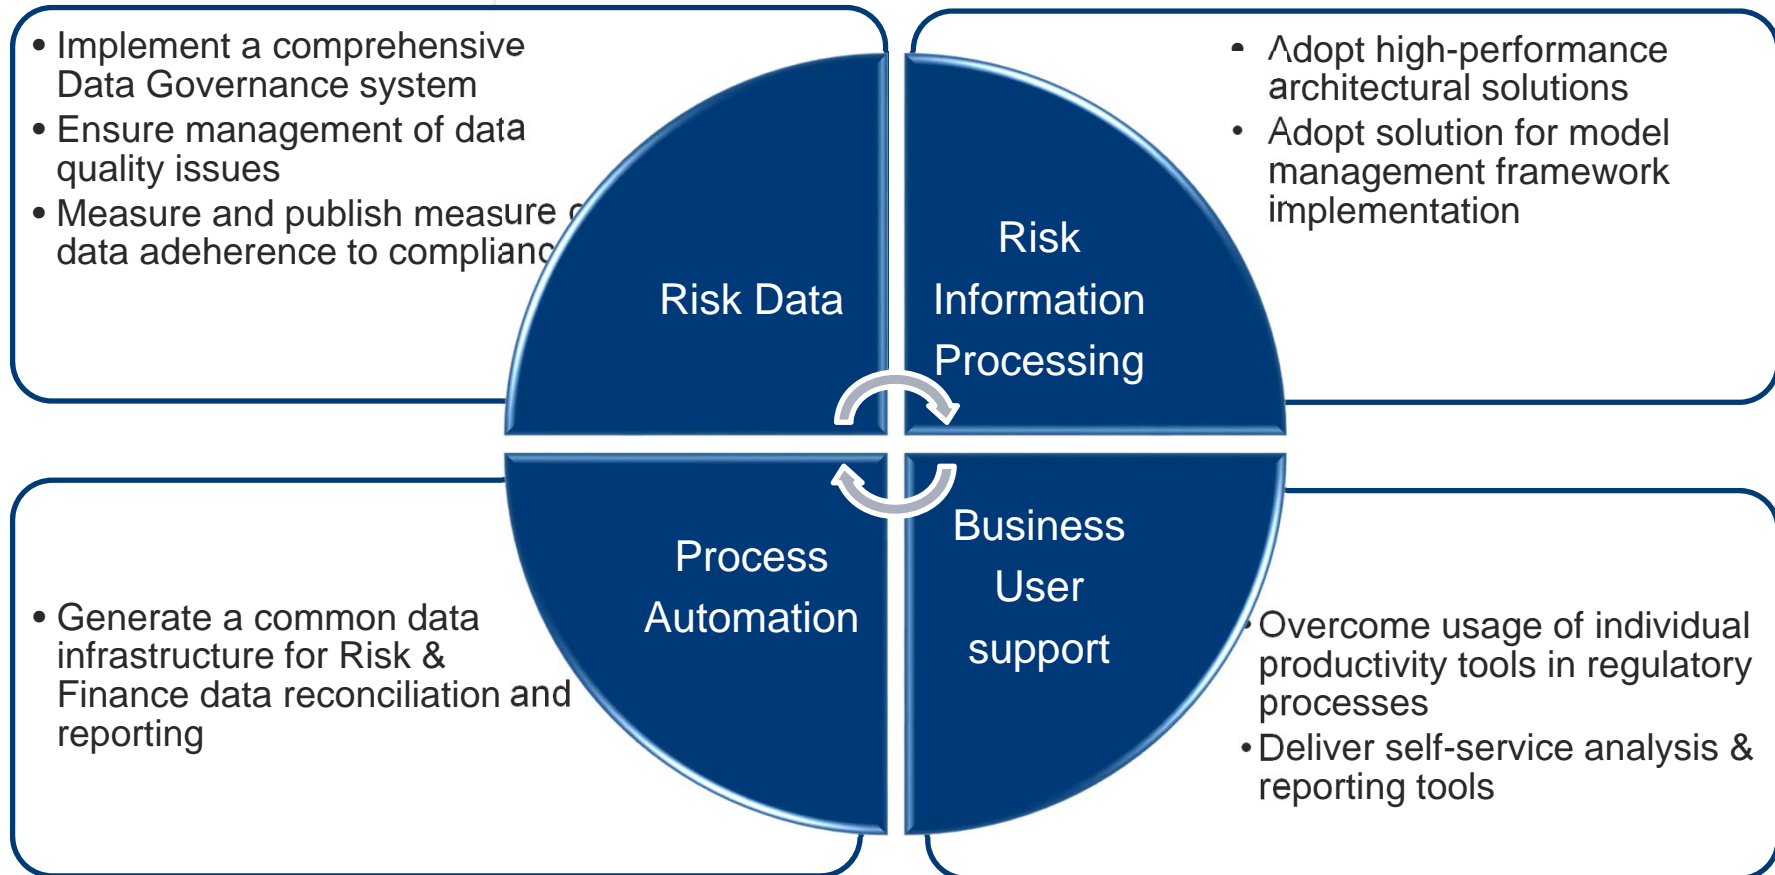 • Implement a comprehensive
Data Governance system
• Ensure management of data
quality issues
• Measure and publish measure
data adeherence to complianc
Risk Data
Risk
Information
Processing
• Adopt high-performance
architectural solutions
• Adopt solution for model
management framework
implementation
• Generate a common data
infrastructure for Risk &
Finance data reconciliation and
reporting
Process
Automation
Business
User
support
• Overcome usage of individual
productivity tools in regulatory
processes
• Deliver self-service analysis &
reporting tools